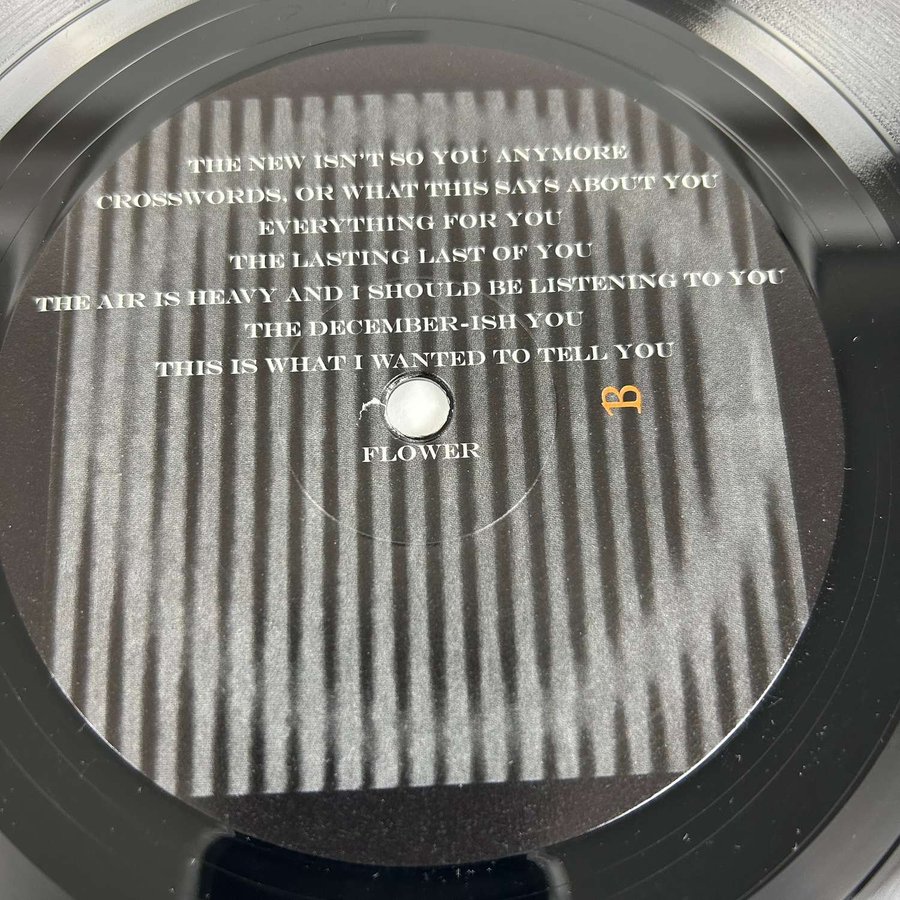 THE NEW ISN'T SO YOU ANYMORE
CROSSWORDS, OR WHAT THIS SAYS ABOUT YOU
EVERYTHING FOR YOU
THE LASTING LAST OF YOU
THE AIR IS HEAVY AND I SHOULD BE LISTENING TO YOU
THE DECEMBER-ISH YOU
THIS IS WHAT I WANTED TO TELL YOU
B
FLOWER